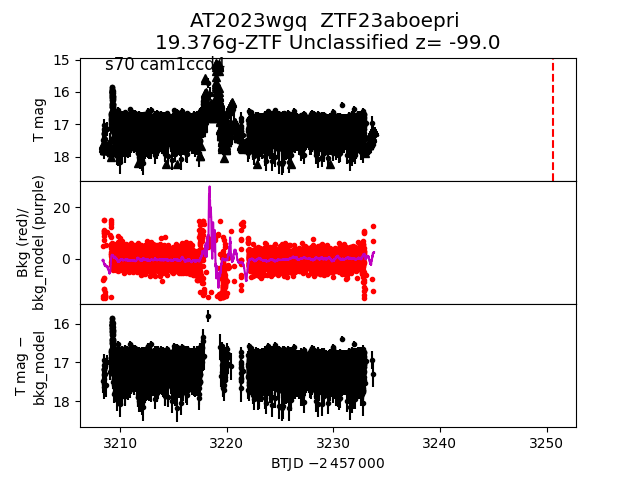 AT2023wgq  ZTF23aboepri
19.376g-ZTF Unclassified z= -99.0
s70 cam1ccd
15
16
17
18
T mag
20
0
Bkg (red)/
bkg_model (purple)
16
17
18
T mag −
bkg_model
3210
3220
3230
3240
3250
BTJD −2 457 000